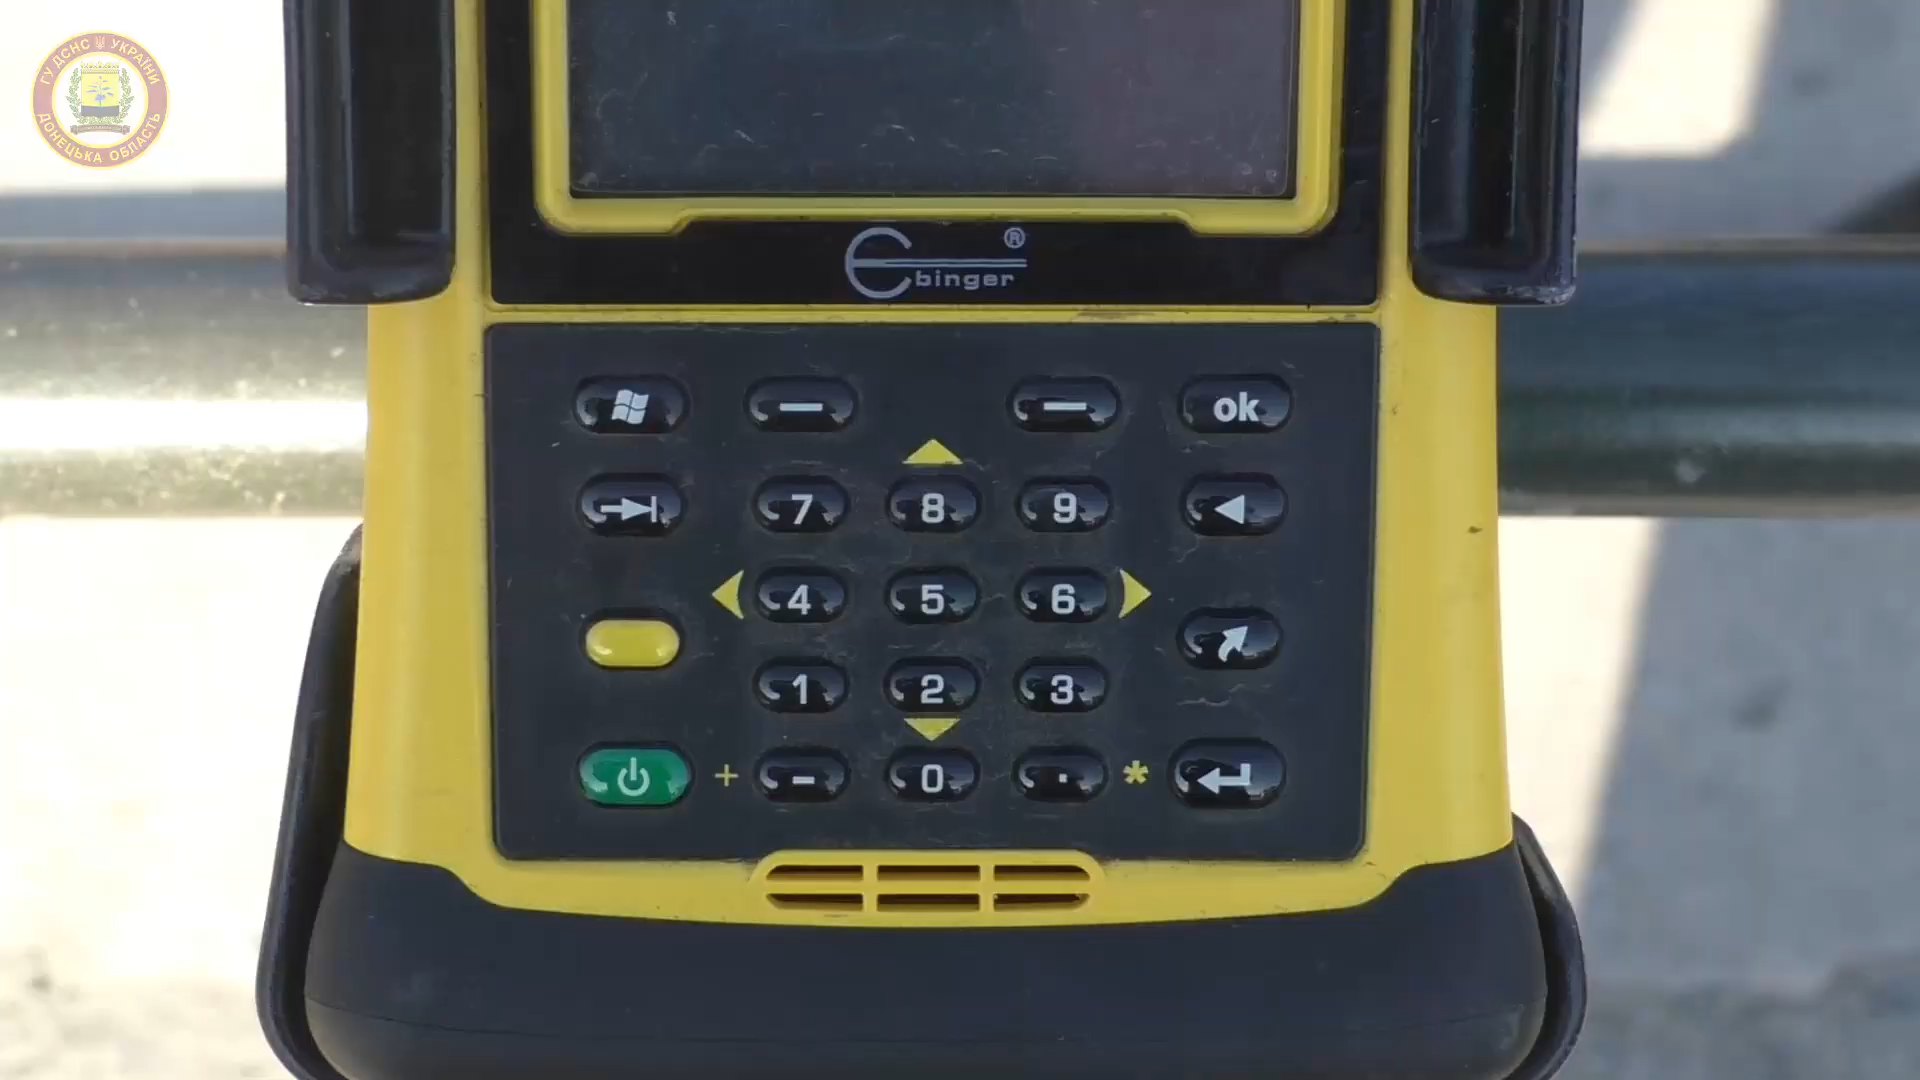 ГУ ДСНС УКРАЇНИ
ДОНЕЦЬКА ОБЛАСТЬ
Ebinger ®
ok
7 8 9
4 5 6
1 2 3
+ - 0 . *